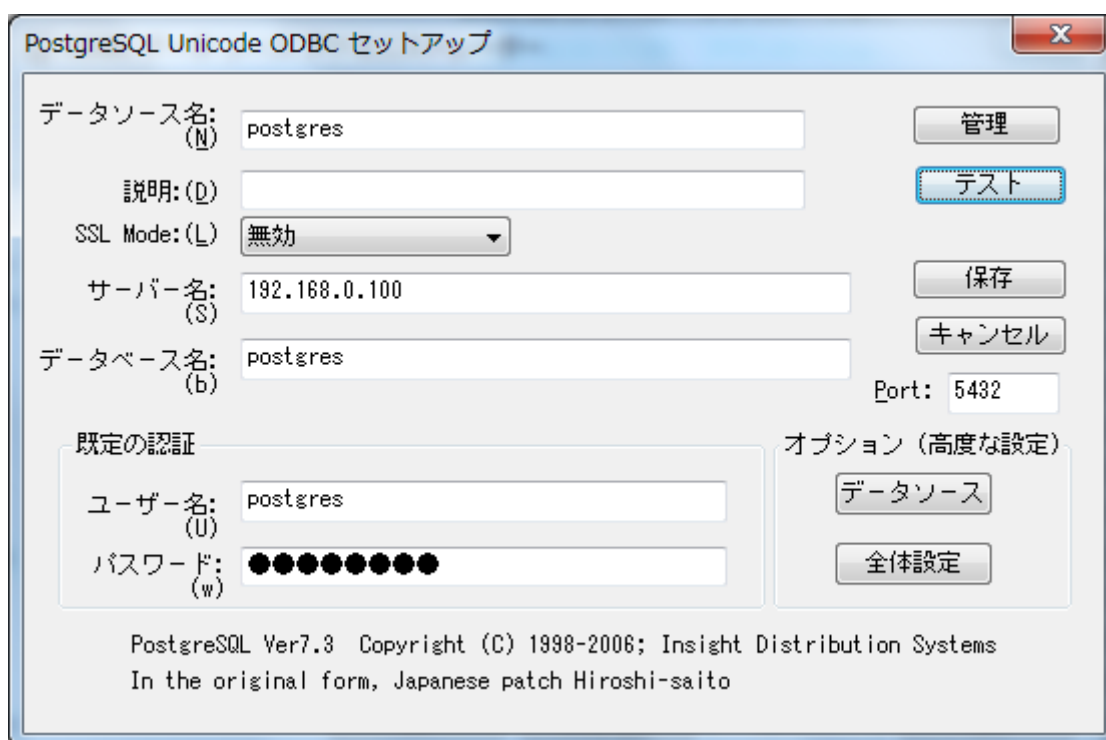 PostgreSQL Unicode ODBC セットアップ
データソース名:
(N)
postgres
管理
説明:(D)
テスト
SSL Mode:(L)
無効
サーバー名:
(S)
192.168.0.100
保存
キャンセル
データベース名:
(b)
postgres
Port: 5432
既定の認証
ユーザー名:
(U)
postgres
パスワード:
(w)
●●●●●●●●
オプション（高度な設定）
データソース
全体設定
PostgreSQL Ver7.3 Copyright (C) 1998-2006; Insight Distribution Systems
In the original form, Japanese patch Hiroshi-saito